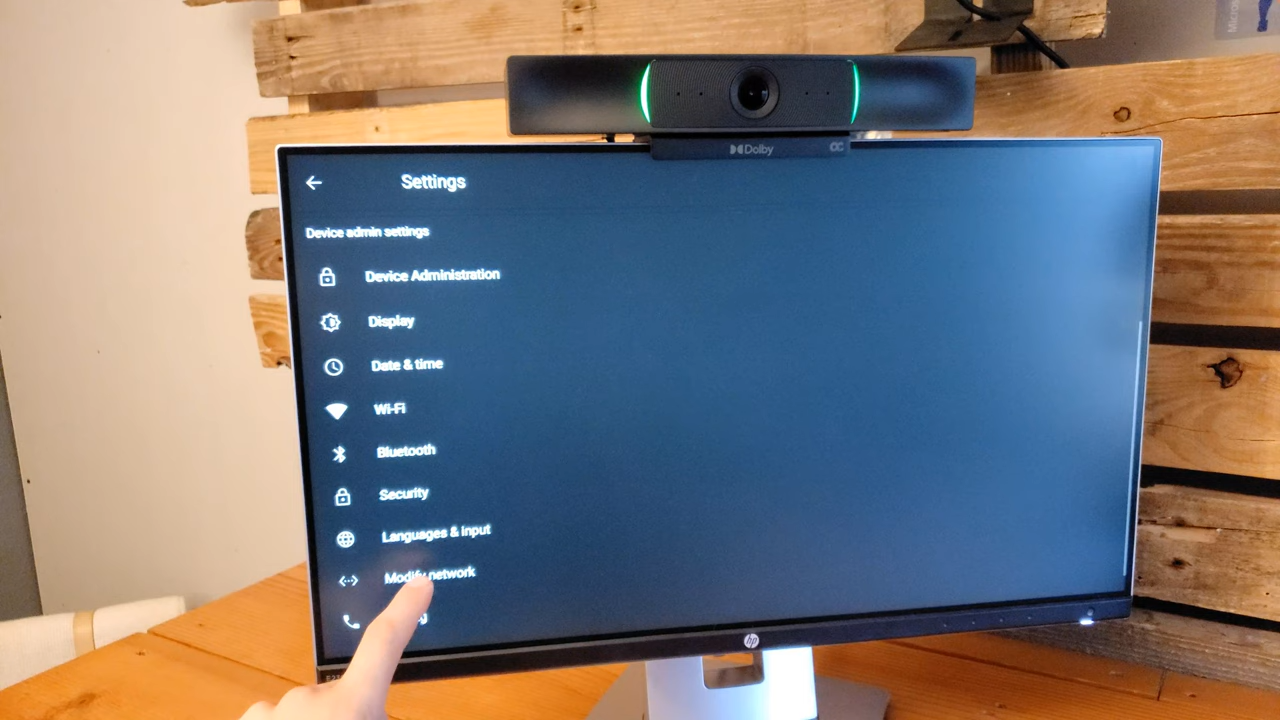 Dolby
Settings
Device admin settings
Device Administration
Display
Date & time
Wi-Fi
Bluetooth
Security
Languages & input
Modify network
hp